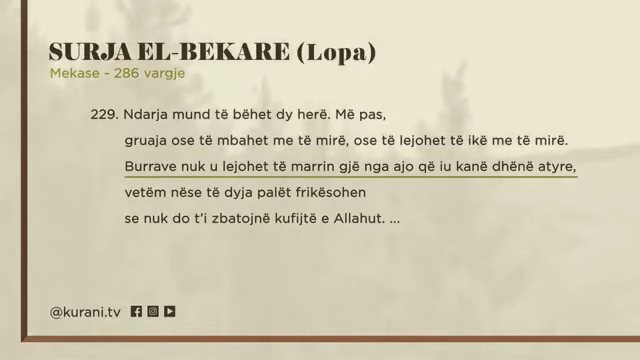 SURJA EL-BEKARE (Lopa)
Mekase - 286 vargje
229. Ndarja mund të bëhet dy herë. Më pas,
gruaja ose të mbahet me të mirë, ose të lejohet të ikë me të mirë.
Burrave nuk u lejohet të marrin gjë nga ajo që iu kanë dhënë atyre,
vetëm nëse të dyja palët frikësohen
se nuk do t'i zbatojnë kufijtë e Allahut. ...
@kurani.tv